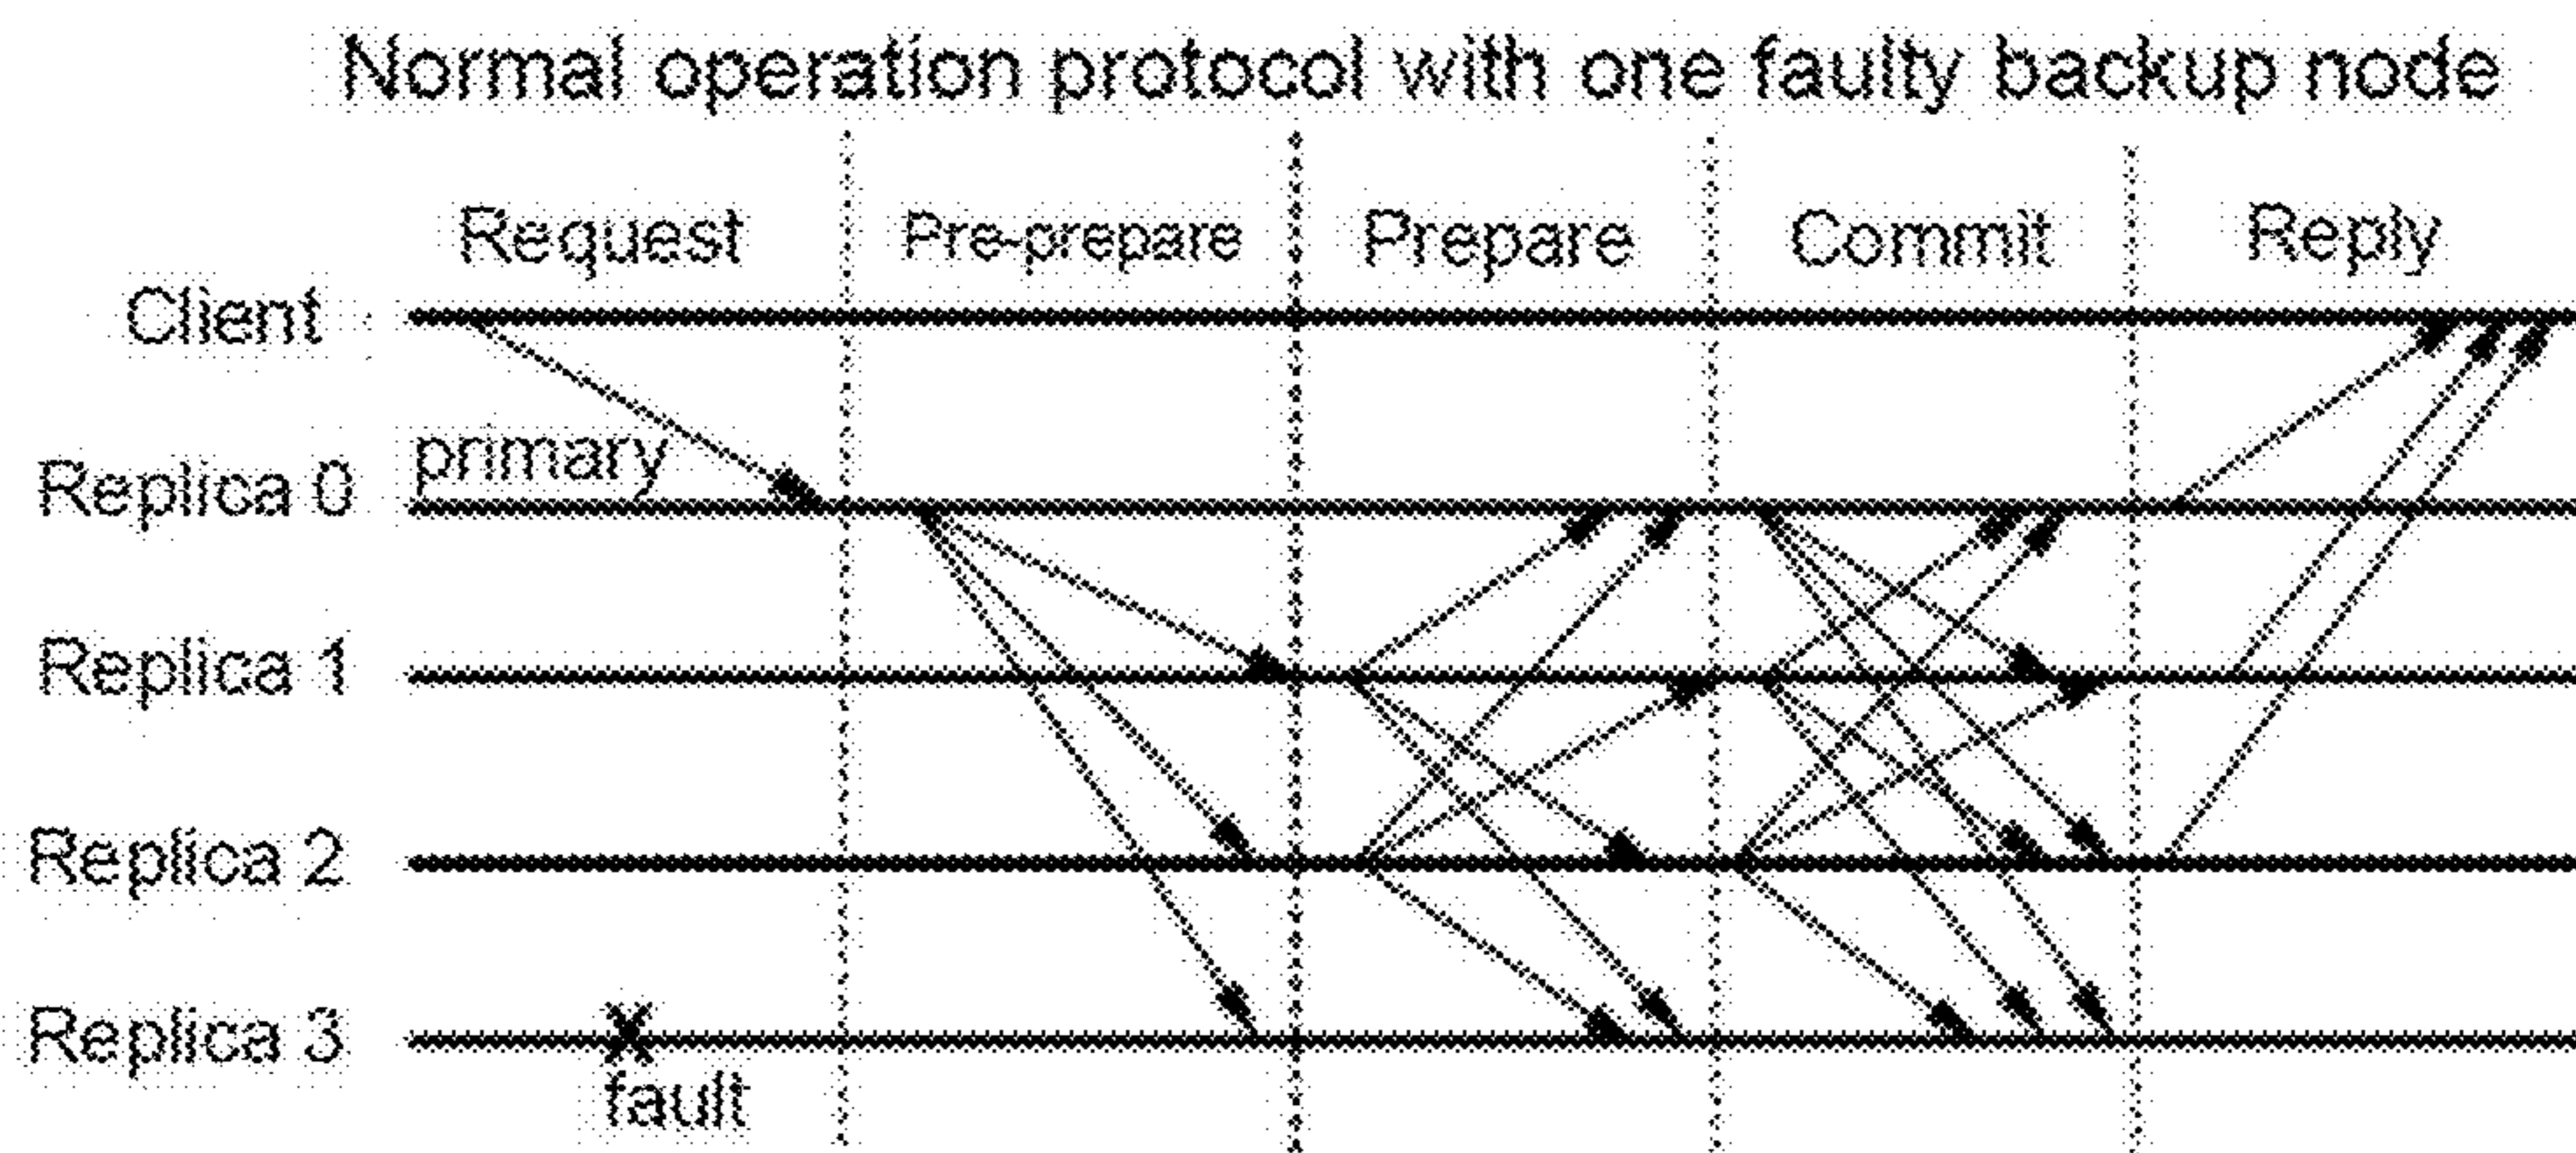 Normal operation protocol with one faulty backup node
Request Pre-prepare Prepare Commit Reply
Client
primary
Replica 0
Replica 1
Replica 2
Replica 3
fault